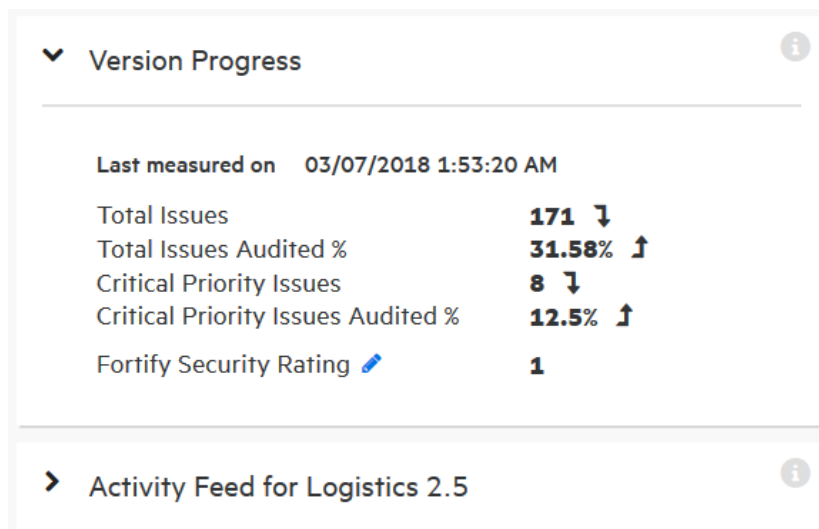 Version Progress
Last measured on 03/07/2018 1:53:20 AM
Total Issues 171
Total Issues Audited % 31.58%
Critical Priority Issues 8
Critical Priority Issues Audited % 12.5%
Fortify Security Rating 1
Activity Feed for Logistics 2.5